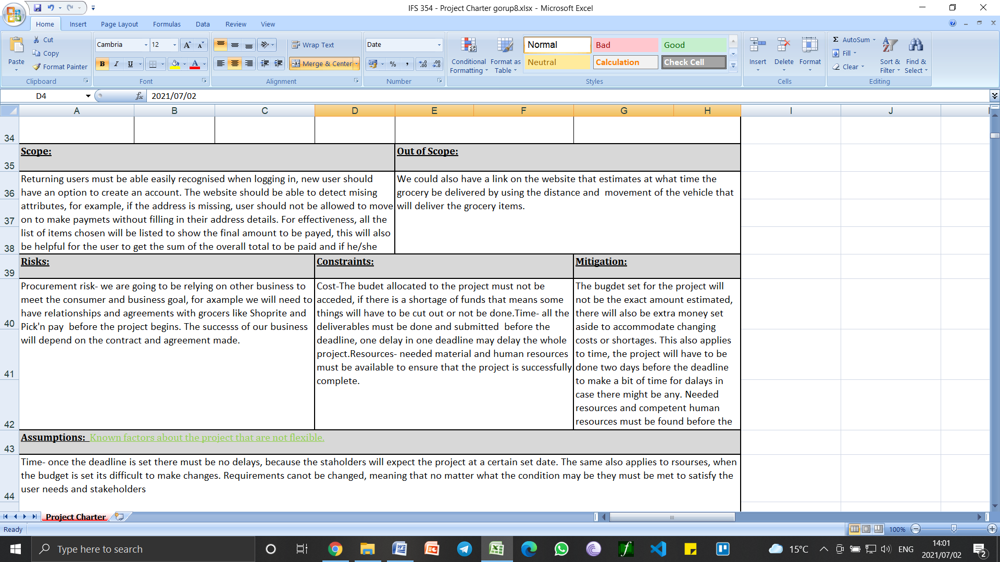 IFS 354 - Project Charter gorup8.xlsx - Microsoft Excel
Home Insert Page Layout Formulas Data Review View
Paste Cut Copy Format Painter Clipboard
Cambria 12 B I U Font
Wrap Text Merge & Center Alignment
Date % , Number
Conditional Formatting Format as Table Normal Bad Good Neutral Calculation Check Cell Styles
Insert Delete Format Cells
Σ AutoSum Fill Clear Sort & Filter Find & Select Editing
D4 fx 2021/07/02
A B C D E F G H I J
34
35
36
37
38
39
40
41
42
43
44
Scope:
Out of Scope:
Returning users must be able easily recognised when logging in, new user should
have an option to create an account. The website should be able to detect mising
attributes, for example, if the address is missing, user should not be allowed to move
on to make paymets without filling in their address details. For effectiveness, all the
list of items chosen will be listed to show the final amount to be payed, this will also
be helpful for the user to get the sum of the overall total to be paid and if he/she
We could also have a link on the website that estimates at what time the
grocery be delivered by using the distance and  movement of the vehicle that
will deliver the grocery items.
Risks:
Constraints:
Mitigation:
Procurement risk- we are going to be relying on other business to
meet the consumer and business goal, for axample we will need to
have relationships and agreements with grocers like Shoprite and
Pick'n pay  before the project begins. The successs of our business
will depend on the contract and agreement made.
Cost-The budet allocated to the project must not be
acceded, if there is a shortage of funds that means some
things will have to be cut out or not be done.Time- all the
deliverables must be done and submitted  before the
deadline, one delay in one deadline may delay the whole
project.Resources- needed material and human resources
must be available to ensure that the project is successfully
complete.
The bugdet set for the project will
not be the exact amount estimated,
there will also be extra money set
aside to accommodate changing
costs or shortages. This also applies
to time, the project will have to be
done two days before the deadline
to make a bit of time for dalays in
case there might be any. Needed
resources and competent human
resources must be found before the
Assumptions:  Known factors about the project that are not flexible.
Time- once the deadline is set there must be no delays, because the staholders will expect the project at a certain set date. The same also applies to rsourses, when
the budget is set its difficult to make changes. Requirements canot be changed, meaning that no matter what the condition may be they must be met to satisfy the
user needs and stakeholders
Project Charter
Ready
100%
Type here to search
15°C
ENG
14:01
2021/07/02
2